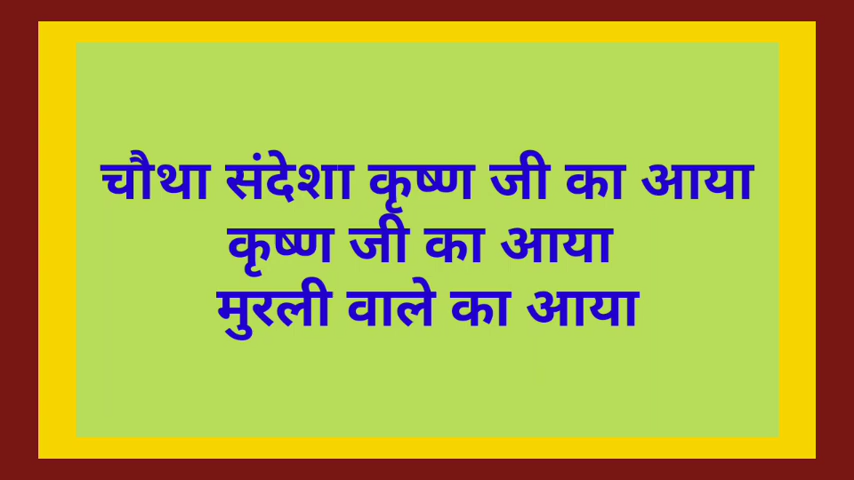 चौथा संदेशा कृष्ण जी का आया
कृष्ण जी का आया
मुरली वाले का आया